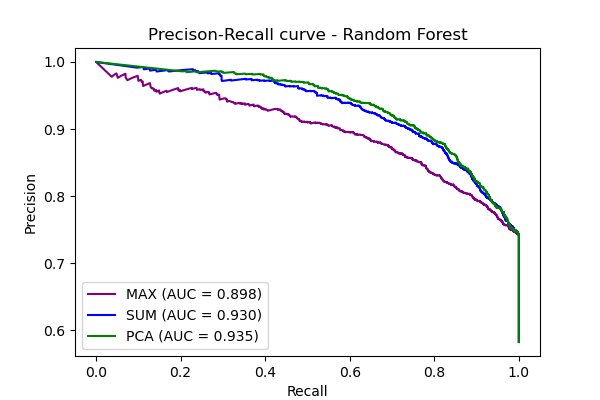 Precison-Recall curve - Random Forest
1.0
0.9
0.8
0.7
0.6
Precision
MAX (AUC = 0.898)
SUM (AUC = 0.930)
PCA (AUC = 0.935)
0.0 0.2 0.4 0.6 0.8 1.0
Recall